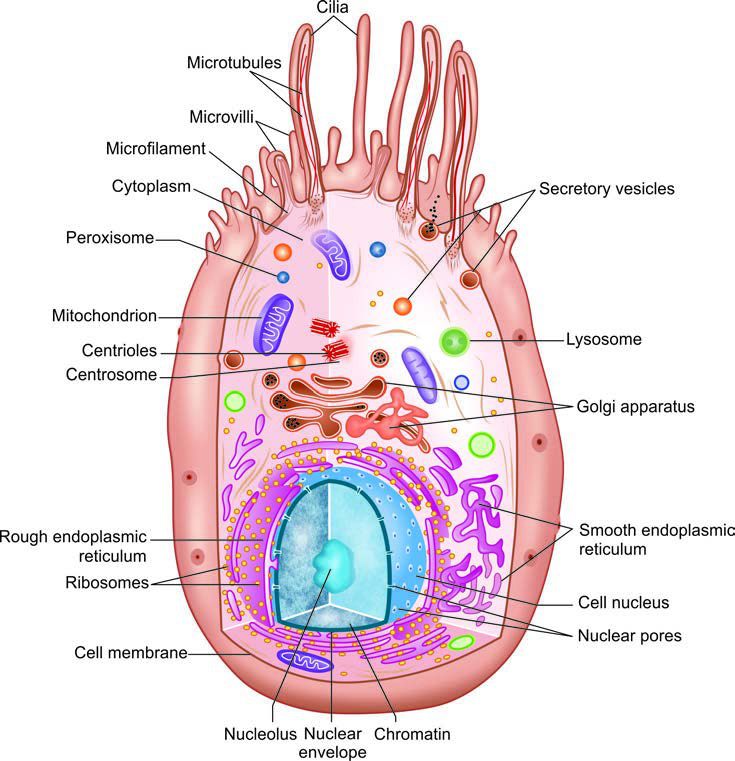 Cilia
Microtubules
Microvilli
Microfilament
Cytoplasm
Secretory vesicles
Peroxisome
Mitochondrion
Lysosome
Centrioles
Centrosome
Golgi apparatus
Rough endoplasmic
reticulum
Smooth endoplasmic
reticulum
Ribosomes
Cell nucleus
Nuclear pores
Cell membrane
Nucleolus
Nuclear
envelope
Chromatin